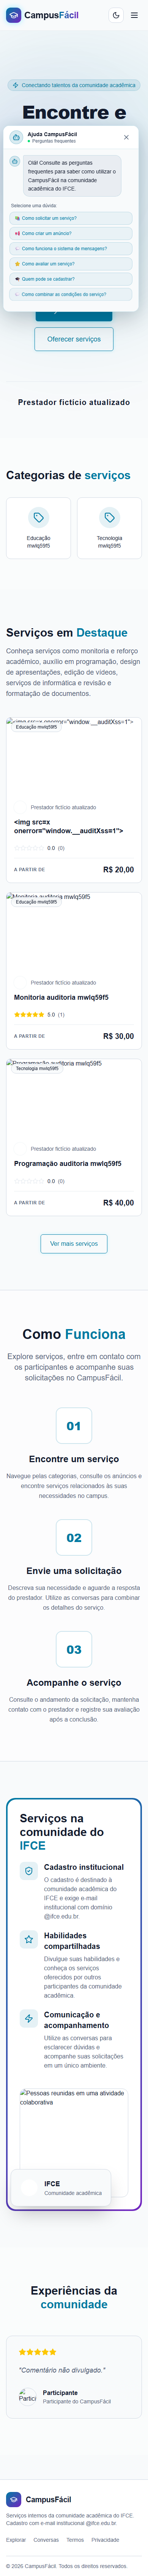 CampusFácil
Conectando talentos da comunidade acadêmica
Encontre e
Ajuda CampusFácil
Perguntas frequentes
Olá! Consulte as perguntas
frequentes para saber como utilizar o
CampusFácil na comunidade
acadêmica do IFCE.
Selecione uma dúvida:
Como solicitar um serviço?
Como criar um anúncio?
Como funciona o sistema de mensagens?
Como avaliar um serviço?
Quem pode se cadastrar?
Como combinar as condições do serviço?
Oferecer serviços
Prestador fictício atualizado
Categorias de serviços
Educação
mwlq59f5
Tecnologia
mwlq59f5
Serviços em Destaque
Conheça serviços como monitoria e reforço
acadêmico, auxílio em programação, design
de apresentações, edição de vídeos,
serviços de informática e revisão e
formatação de documentos.
<img src=x onerror="window.__auditXss=1">
Educação mwlq59f5
Prestador fictício atualizado
<img src=x
onerror="window.__auditXss=1">
0.0 (0)
A PARTIR DE
R$ 20,00
Monitoria auditoria mwlq59f5
Educação mwlq59f5
Prestador fictício atualizado
Monitoria auditoria mwlq59f5
5.0 (1)
A PARTIR DE
R$ 30,00
Programação auditoria mwlq59f5
Tecnologia mwlq59f5
Prestador fictício atualizado
Programação auditoria mwlq59f5
0.0 (0)
A PARTIR DE
R$ 40,00
Ver mais serviços
Como Funciona
Explore serviços, entre em contato com
os participantes e acompanhe suas
solicitações no CampusFácil.
01
Encontre um serviço
Navegue pelas categorias, consulte os anúncios e
encontre serviços relacionados às suas
necessidades no campus.
02
Envie uma solicitação
Descreva sua necessidade e aguarde a resposta
do prestador. Utilize as conversas para combinar
os detalhes do serviço.
03
Acompanhe o serviço
Consulte o andamento da solicitação, mantenha
contato com o prestador e registre sua avaliação
após a conclusão.
Serviços na
comunidade do
IFCE
Cadastro institucional
O cadastro é destinado à
comunidade acadêmica do
IFCE e exige e-mail
institucional com domínio
@ifce.edu.br.
Habilidades
compartilhadas
Divulgue suas habilidades e
conheça os serviços
oferecidos por outros
participantes da comunidade
acadêmica.
Comunicação e
acompanhamento
Utilize as conversas para
esclarecer dúvidas e
acompanhe suas solicitações
em um único ambiente.
Pessoas reunidas em uma atividade
colaborativa
IFCE
Comunidade acadêmica
Experiências da
comunidade
"Comentário não divulgado."
Partici
Participante
Participante do CampusFácil
CampusFácil
Serviços internos da comunidade acadêmica do IFCE.
Cadastro com e-mail institucional @ifce.edu.br.
Explorar Conversas Termos Privacidade
© 2026 CampusFácil. Todos os direitos reservados.